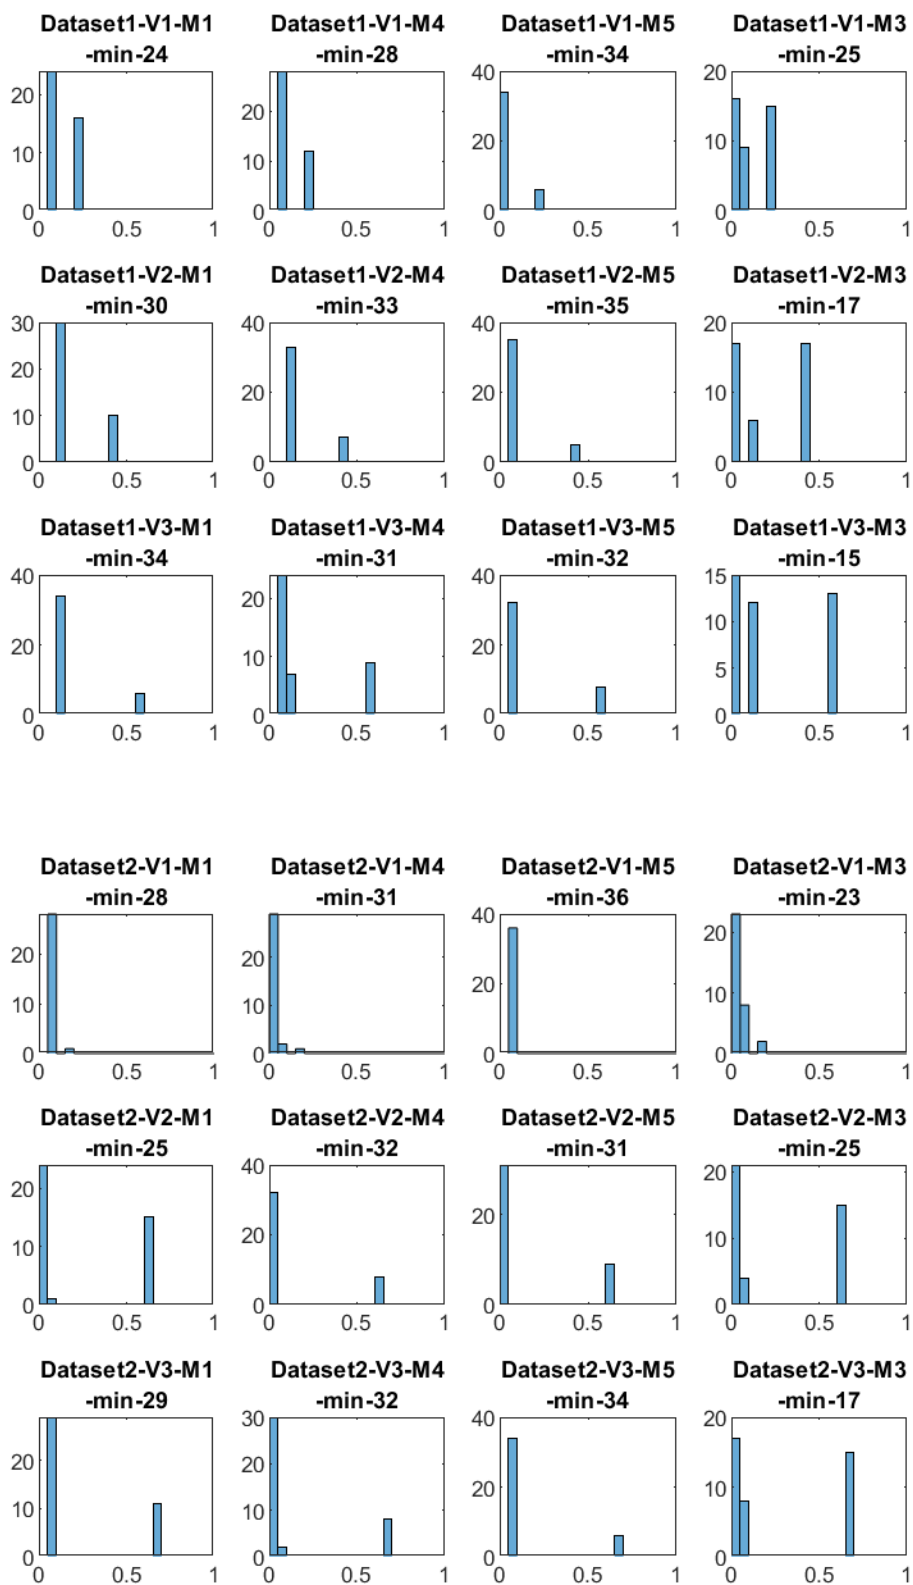 Dataset1-V1-M1 Dataset1-V1-M4 Dataset1-V1-M5 Dataset1-V1-M3
-min-24 -min-28 -min-34 -min-25
20 20 40 20
10 10 20 10
0 0 0 0
0 0.5 1 0 0.5 1 0 0.5 1 0 0.5 1
Dataset1-V2-M1 Dataset1-V2-M4 Dataset1-V2-M5 Dataset1-V2-M3
-min-30 -min-33 -min-35 -min-17
30 40 40 20
20 20 20 10
10
0 0 0 0
0 0.5 1 0 0.5 1 0 0.5 1 0 0.5 1
Dataset1-V3-M1 Dataset1-V3-M4 Dataset1-V3-M5 Dataset1-V3-M3
-min-34 -min-31 -min-32 -min-15
40 20 40 15
20 10 20 10
5
0 0 0 0
0 0.5 1 0 0.5 1 0 0.5 1 0 0.5 1
Dataset2-V1-M1 Dataset2-V1-M4 Dataset2-V1-M5 Dataset2-V1-M3
-min-28 -min-31 -min-36 -min-23
20 20 40 20
10 10 20 10
0 0 0 0
0 0.5 1 0 0.5 1 0 0.5 1 0 0.5 1
Dataset2-V2-M1 Dataset2-V2-M4 Dataset2-V2-M5 Dataset2-V2-M3
-min-25 -min-32 -min-31 -min-25
20 40 20 20
10 20 10
0 0 0 0
0 0.5 1 0 0.5 1 0 0.5 1 0 0.5 1
Dataset2-V3-M1 Dataset2-V3-M4 Dataset2-V3-M5 Dataset2-V3-M3
-min-29 -min-32 -min-34 -min-17
20 30 40 20
10 20 20 10
10
0 0 0 0
0 0.5 1 0 0.5 1 0 0.5 1 0 0.5 1